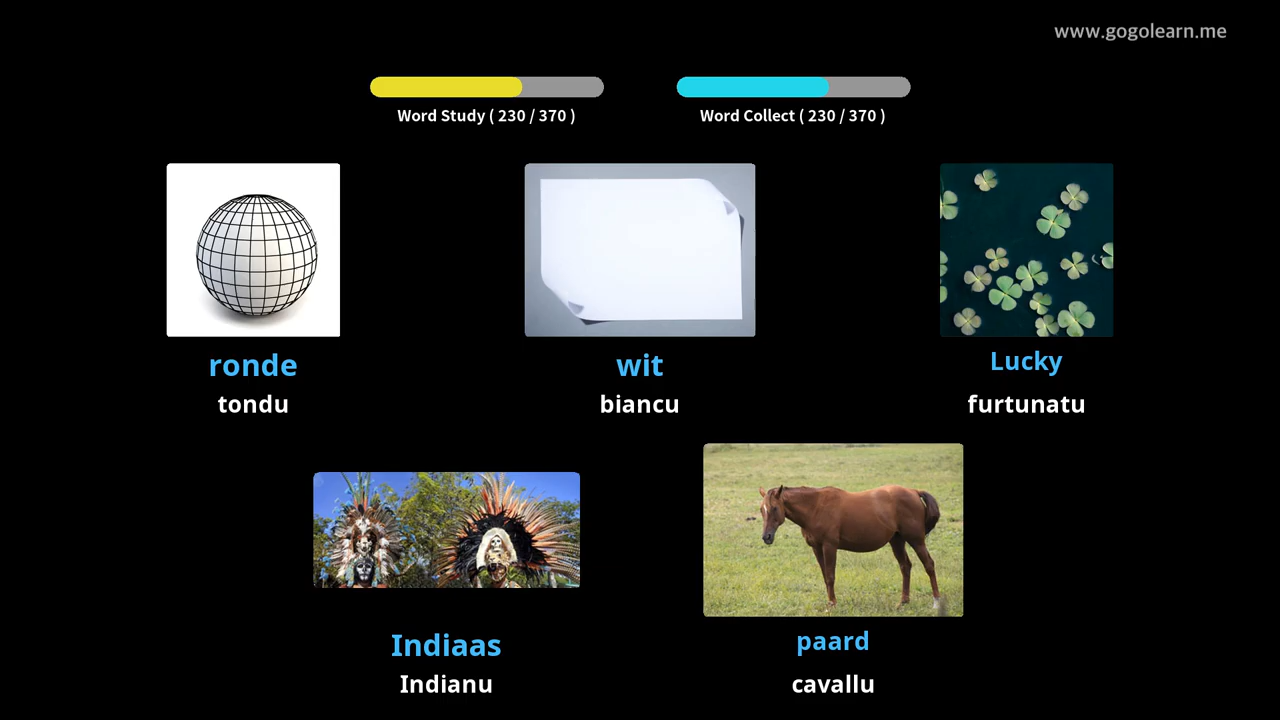 www.gogolearn.me
Word Study ( 230 / 370 )
Word Collect ( 230 / 370 )
ronde
tondu
wit
biancu
Lucky
furtunatu
Indiaas
Indianu
paard
cavallu